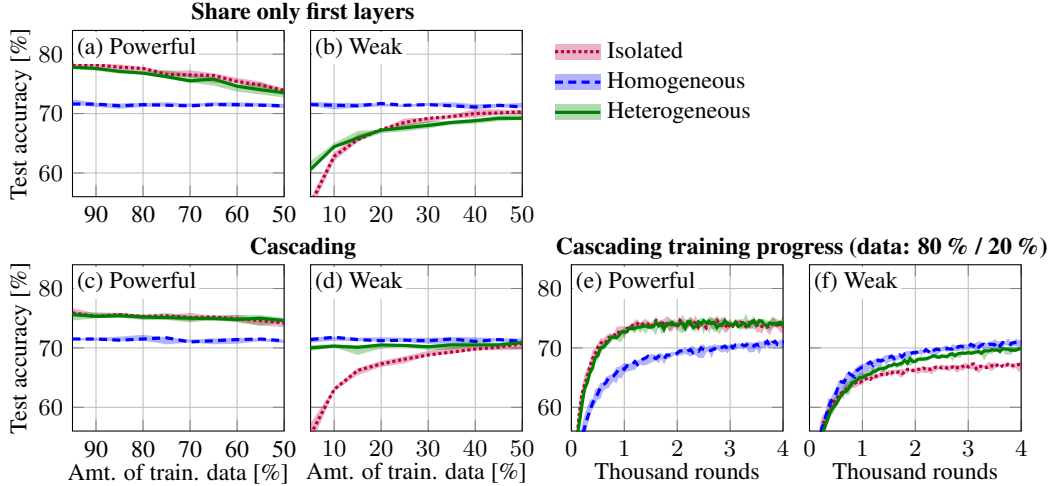 Share only first layers
Test accuracy [%]
80
70
60
(a) Powerful
90 80 70 60 50
(b) Weak
10 20 30 40 50
Isolated
Homogeneous
Heterogeneous
Cascading
Test accuracy [%]
80
70
60
(c) Powerful
90 80 70 60 50
Amt. of train. data [%]
(d) Weak
10 20 30 40 50
Amt. of train. data [%]
Cascading training progress (data: 80 % / 20 %)
80
70
60
(e) Powerful
0 1 2 3 4
Thousand rounds
(f) Weak
0 1 2 3 4
Thousand rounds